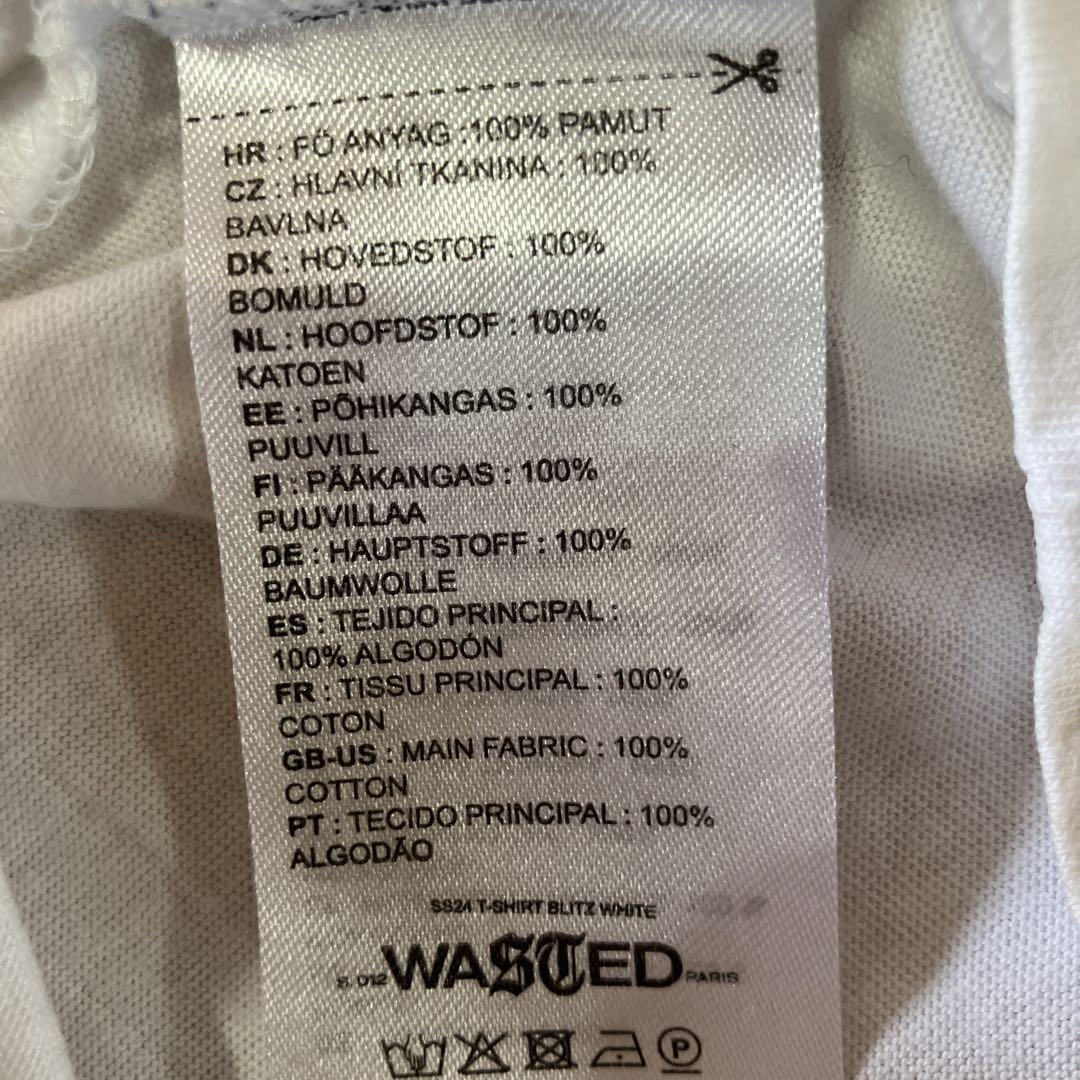 HR : FŐ ANYAG :100% PAMUT
CZ : HLAVNÍ TKANINA : 100%
BAVLNA
DK : HOVEDSTOF : 100%
BOMULD
NL : HOOFDSTOF : 100%
KATOEN
EE : PÕHIKANGAS : 100%
PUUVILL
FI : PÄÄKANGAS : 100%
PUUVILLAA
DE : HAUPTSTOFF : 100%
BAUMWOLLE
ES : TEJIDO PRINCIPAL :
100% ALGODÓN
FR : TISSU PRINCIPAL : 100%
COTON
GB-US : MAIN FABRIC : 100%
COTTON
PT : TECIDO PRINCIPAL : 100%
ALGODÃO
SS24 T-SHIRT BLITZ WHITE
S. 012 WASTED PARIS
P